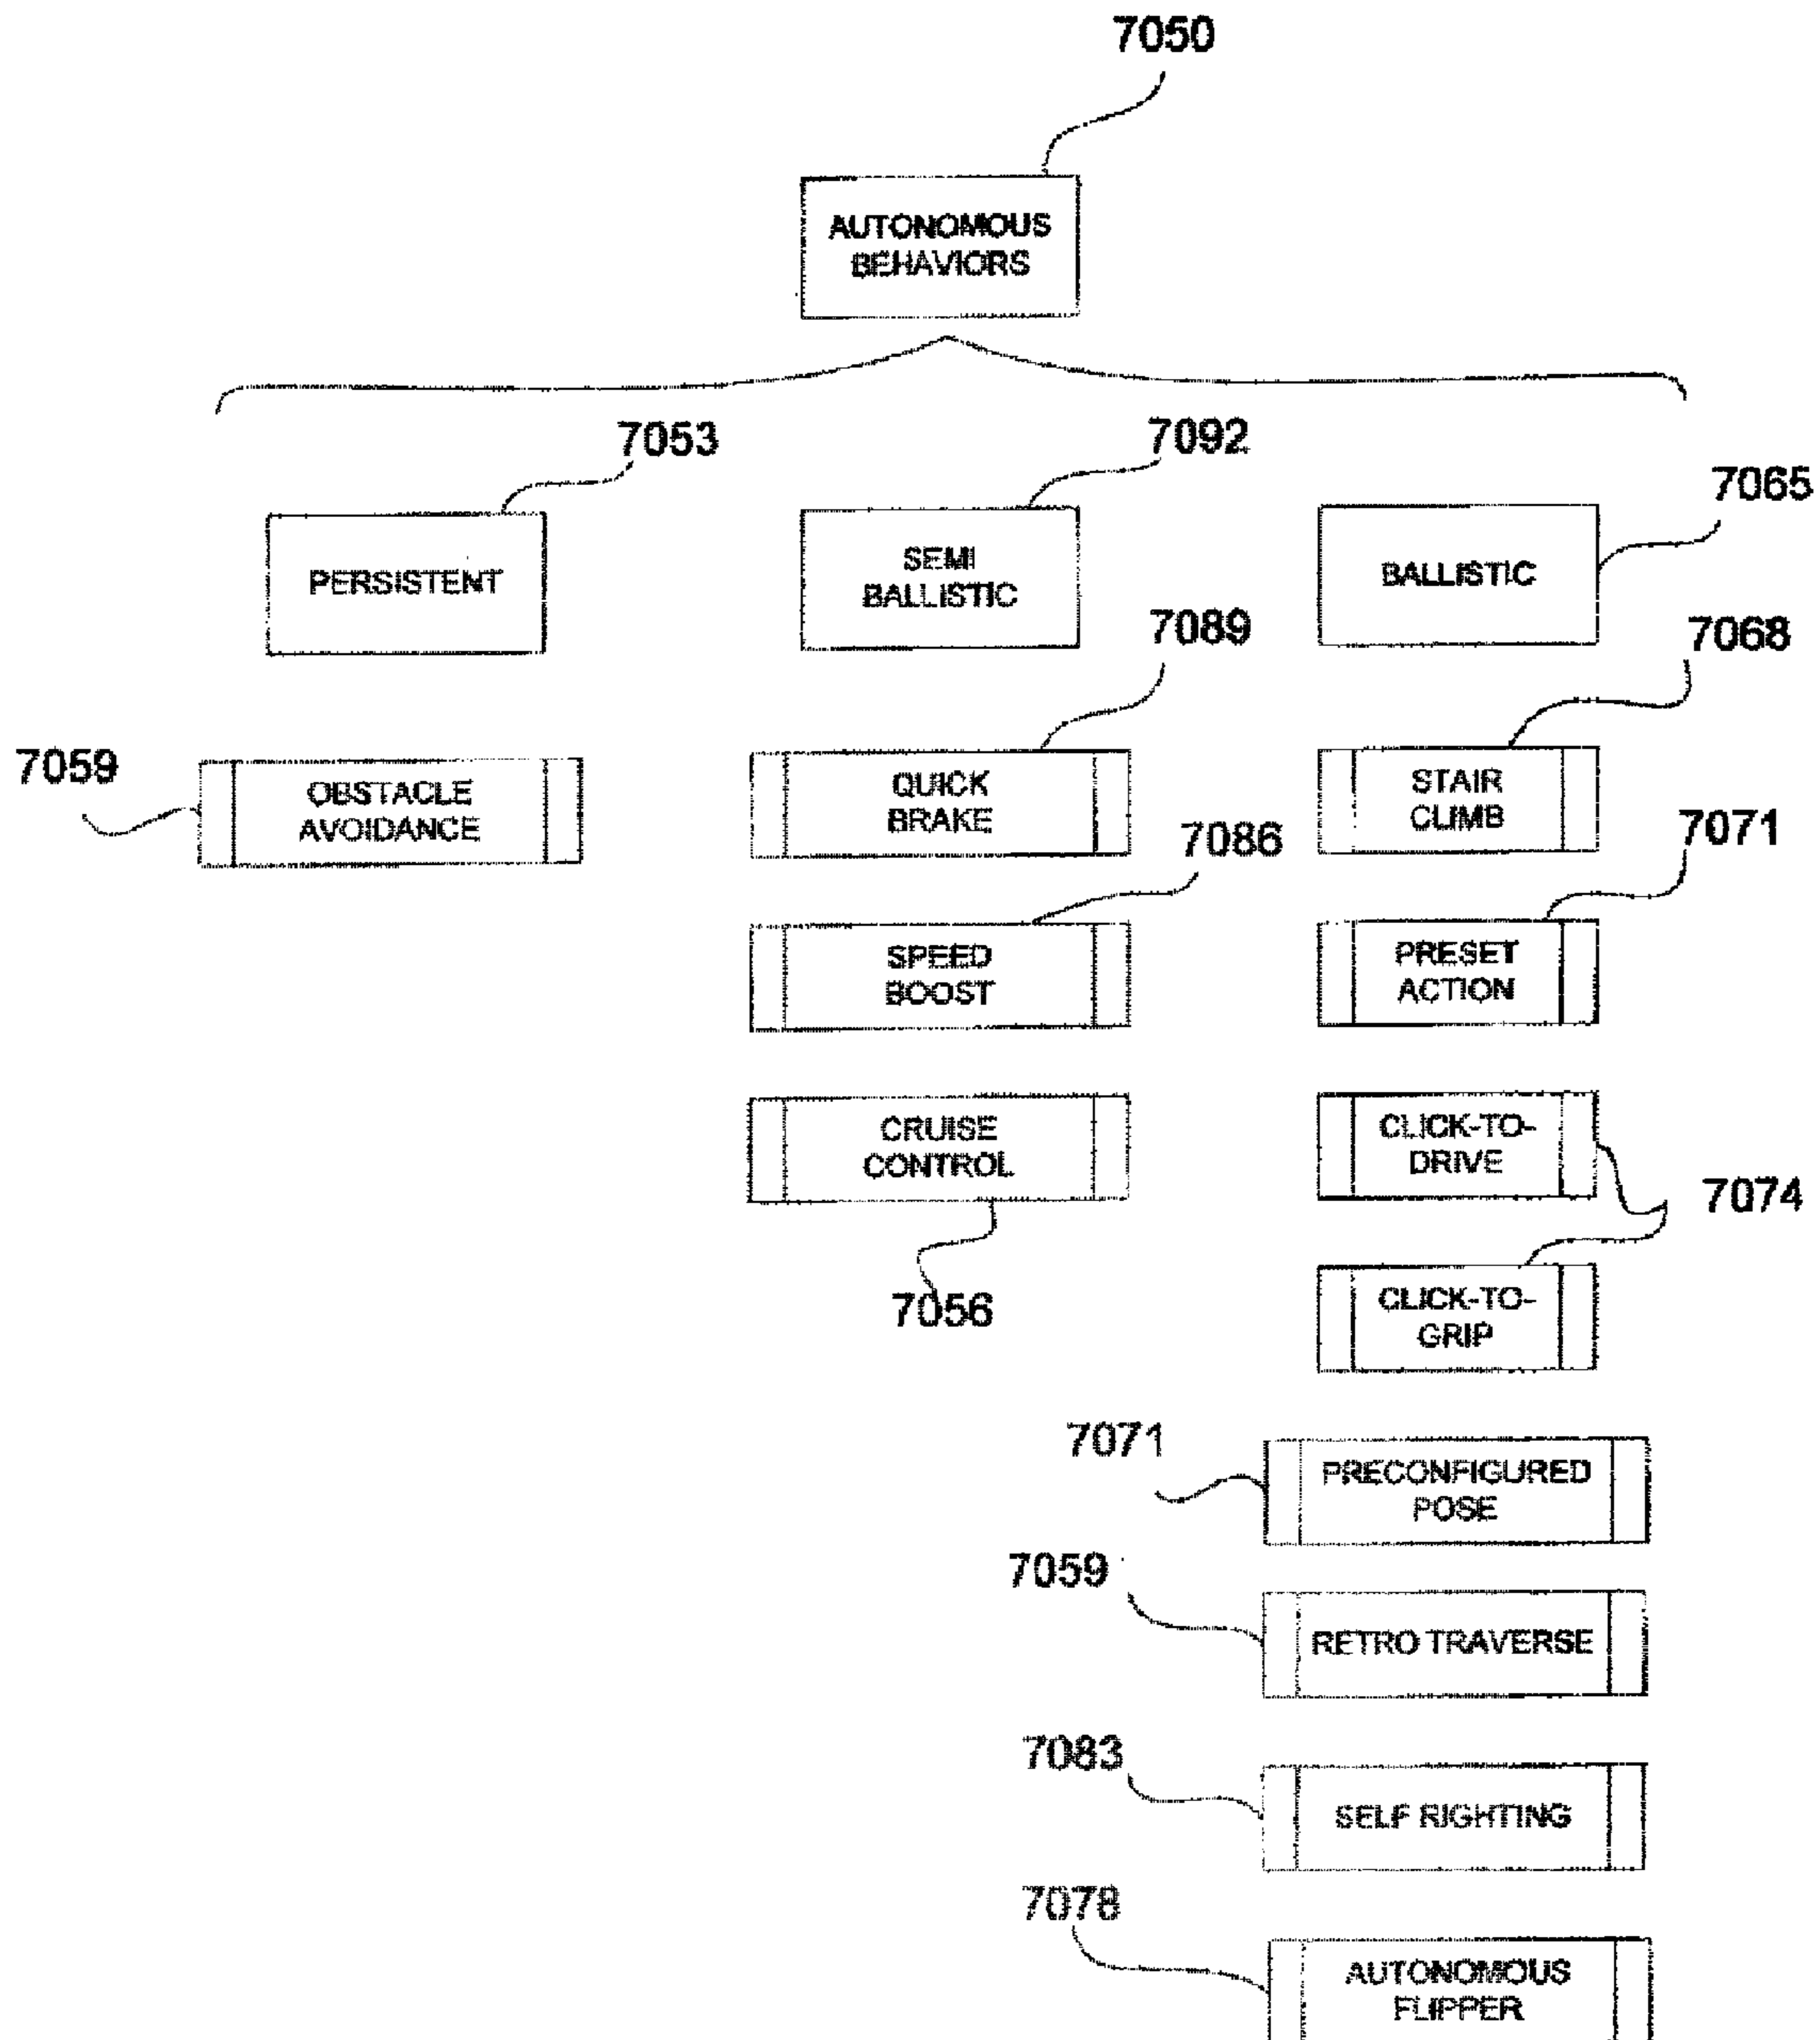 7050
AUTONOMOUS
BEHAVIORS
7053
7092
7065
PERSISTENT
SEMI
BALLISTIC
BALLISTIC
7089
7068
7059
OBSTACLE
AVOIDANCE
QUICK
BRAKE
STAIR
CLIMB
7086
7071
SPEED
BOOST
PRESET
ACTION
CRUISE
CONTROL
CLICK-TO-
DRIVE
7074
7056
CLICK-TO-
GRIP
7071
PRECONFIGURED
POSE
7059
RETRO TRAVERSE
7083
SELF RIGHTING
7078
AUTONOMOUS
FLIPPER